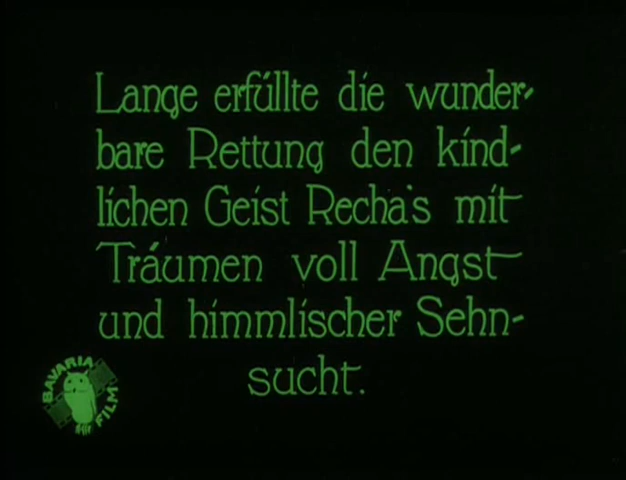 Lange erfüllte die wunder-
bare Rettung den kind-
lichen Geist Recha's mit
Träumen voll Angst
und himmlischer Sehn-
sucht.
BAVARIA
FILM